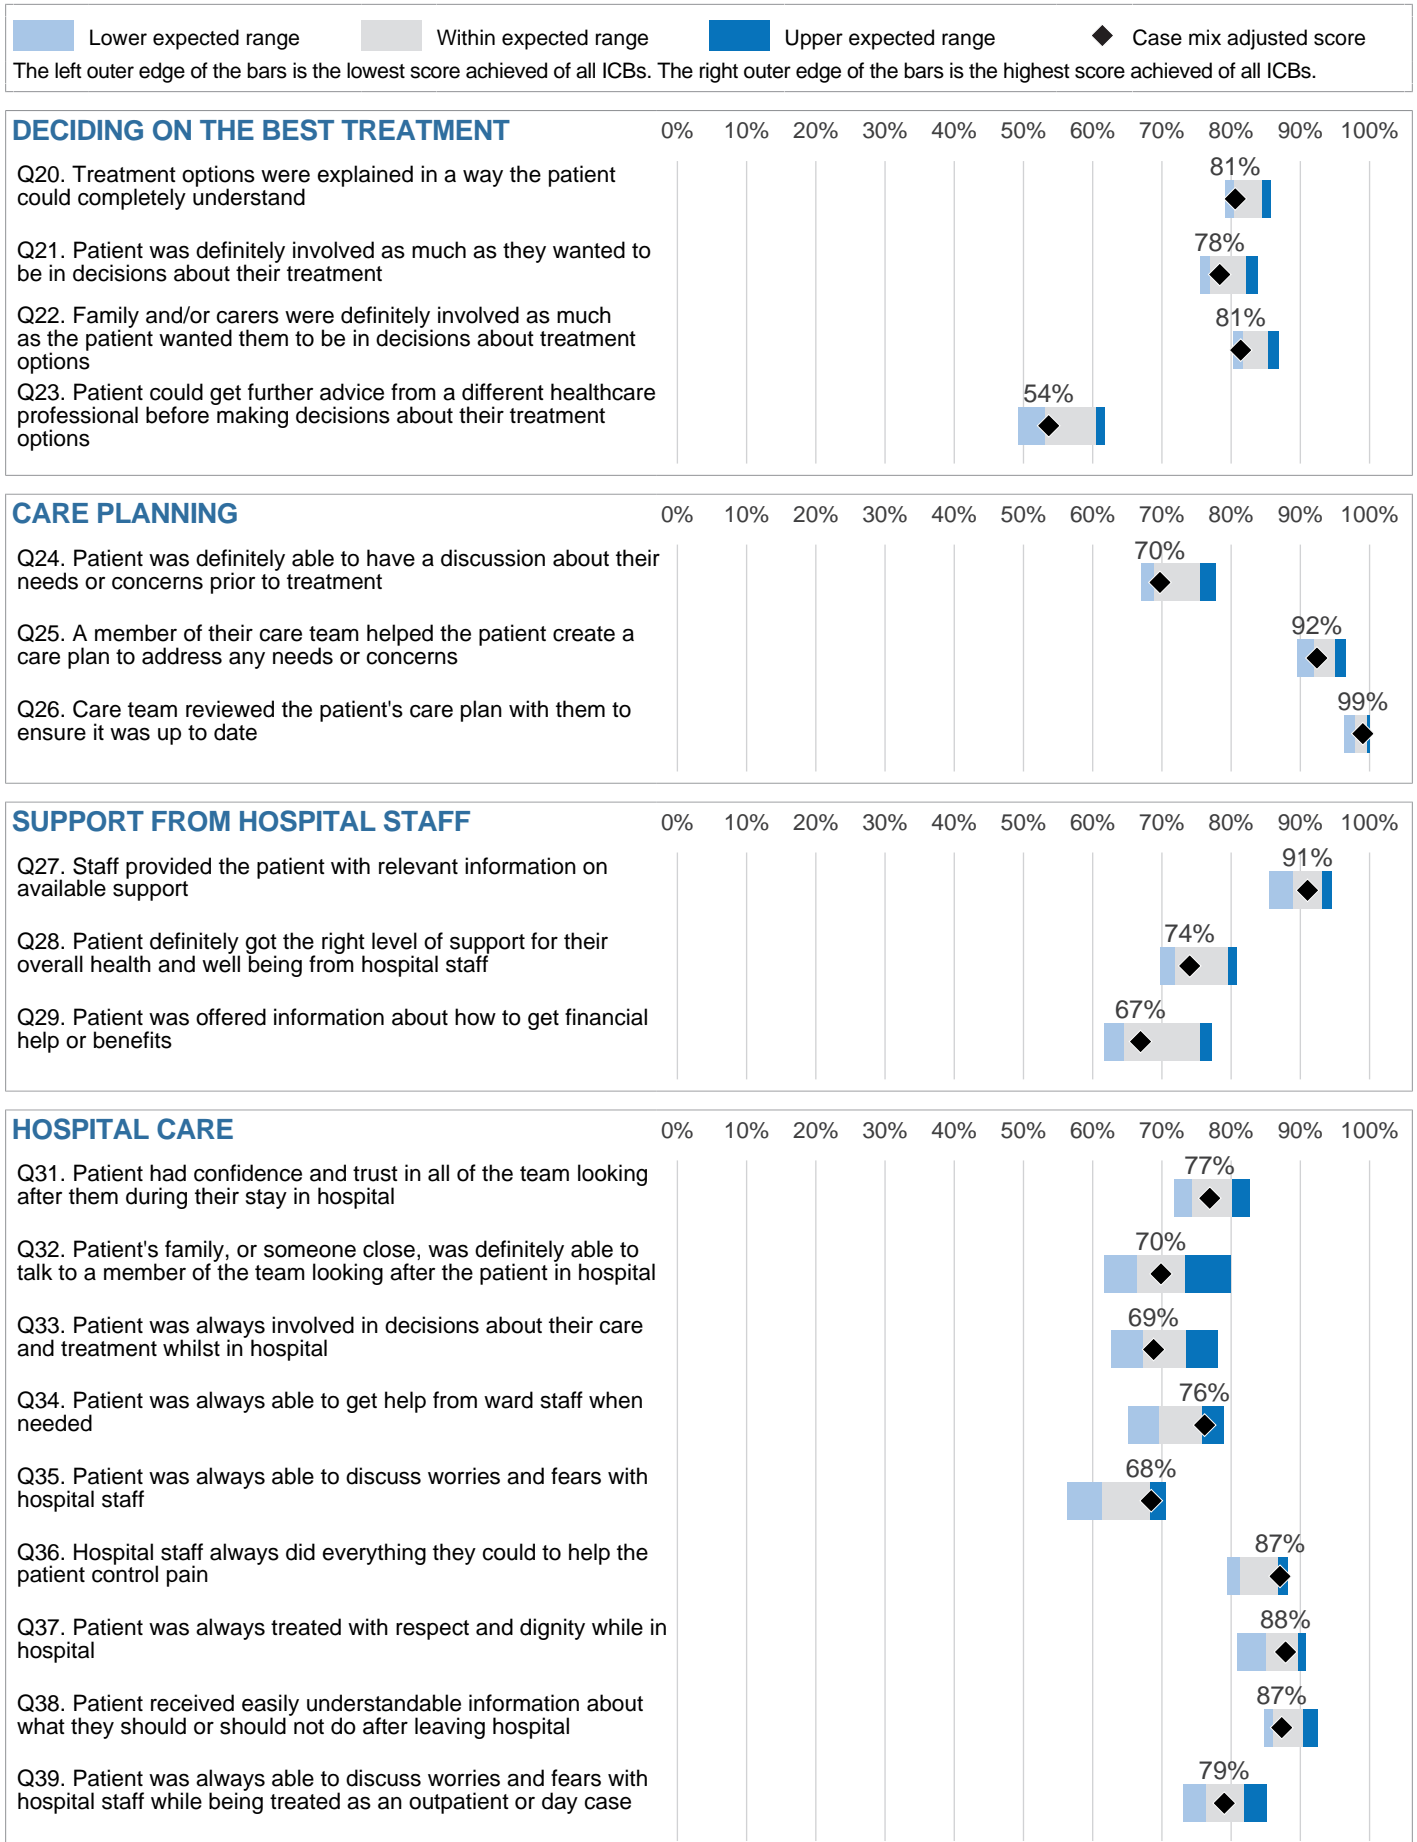 Lower expected range Within expected range Upper expected range Case mix adjusted score
The left outer edge of the bars is the lowest score achieved of all ICBs. The right outer edge of the bars is the highest score achieved of all ICBs.
DECIDING ON THE BEST TREATMENT 0% 10% 20% 30% 40% 50% 60% 70% 80% 90% 100%
Q20. Treatment options were explained in a way the patient
could completely understand
81%
Q21. Patient was definitely involved as much as they wanted to
be in decisions about their treatment
78%
Q22. Family and/or carers were definitely involved as much
as the patient wanted them to be in decisions about treatment
options
81%
Q23. Patient could get further advice from a different healthcare
professional before making decisions about their treatment
options
54%
CARE PLANNING 0% 10% 20% 30% 40% 50% 60% 70% 80% 90% 100%
Q24. Patient was definitely able to have a discussion about their
needs or concerns prior to treatment
70%
Q25. A member of their care team helped the patient create a
care plan to address any needs or concerns
92%
Q26. Care team reviewed the patient's care plan with them to
ensure it was up to date
99%
SUPPORT FROM HOSPITAL STAFF 0% 10% 20% 30% 40% 50% 60% 70% 80% 90% 100%
Q27. Staff provided the patient with relevant information on
available support
91%
Q28. Patient definitely got the right level of support for their
overall health and well being from hospital staff
74%
Q29. Patient was offered information about how to get financial
help or benefits
67%
HOSPITAL CARE 0% 10% 20% 30% 40% 50% 60% 70% 80% 90% 100%
Q31. Patient had confidence and trust in all of the team looking
after them during their stay in hospital
77%
Q32. Patient's family, or someone close, was definitely able to
talk to a member of the team looking after the patient in hospital
70%
Q33. Patient was always involved in decisions about their care
and treatment whilst in hospital
69%
Q34. Patient was always able to get help from ward staff when
needed
76%
Q35. Patient was always able to discuss worries and fears with
hospital staff
68%
Q36. Hospital staff always did everything they could to help the
patient control pain
87%
Q37. Patient was always treated with respect and dignity while in
hospital
88%
Q38. Patient received easily understandable information about
what they should or should not do after leaving hospital
87%
Q39. Patient was always able to discuss worries and fears with
hospital staff while being treated as an outpatient or day case
79%